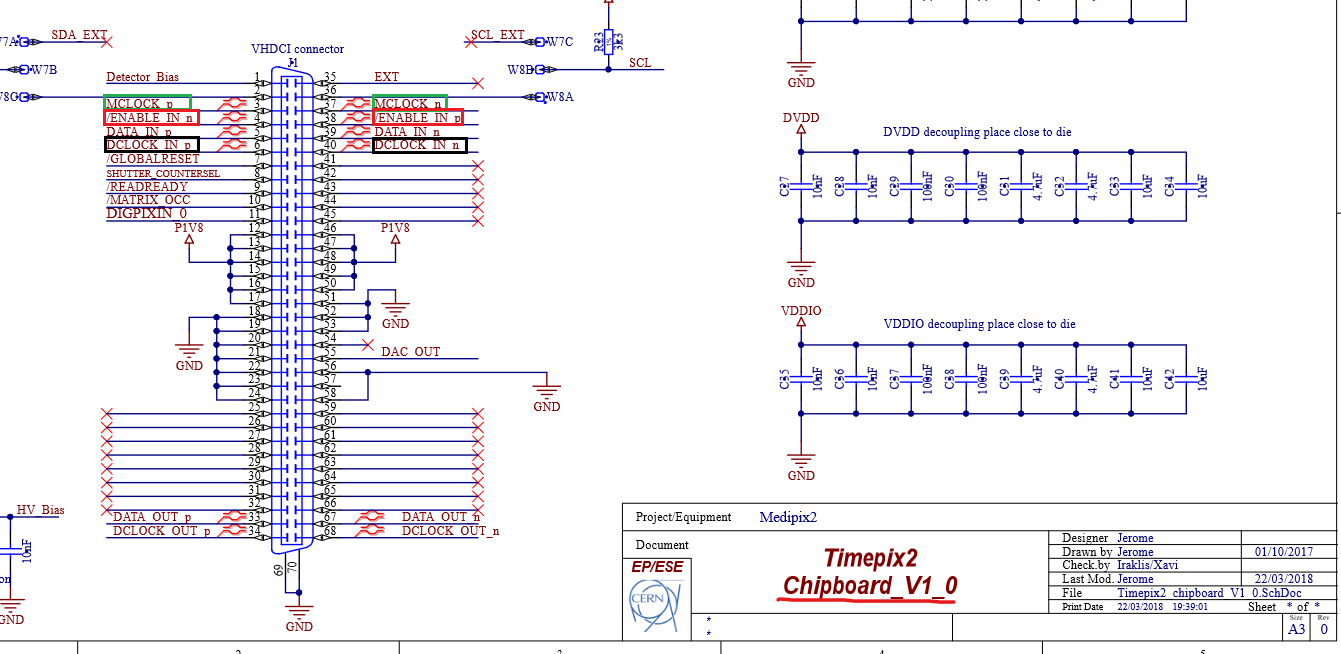 SDA_EXT
W7A
W7B
W8C
SCL_EXT
W7C
R23
1%
3k3
W8D
SCL
W8A
VHDCI connector
J1
Detector_Bias 1 35 EXT
2 36
MCLOCK_p 3 37 MCLOCK_n
/ENABLE_IN_n 4 38 /ENABLE_IN_p
DATA_IN_p 5 39 DATA_IN_n
DCLOCK_IN_p 6 40 DCLOCK_IN_n
/GLOBALRESET 7 41
SHUTTER_COUNTERSEL 8 42
/READREADY 9 43
/MATRIX_OCC 10 44
DIGPIXIN_0 11 45
P1V8 12 46 P1V8
13 47
14 48
15 49
16 50
17 51
18 52
GND
19 53
20 54
GND 21 55 DAC_OUT
22 56
23 57
24 58
GND
25 59
26 60
27 61
28 62
29 63
30 64
31 65
32 66
DATA_OUT_p 33 67 DATA_OUT_n
DCLOCK_OUT_p 34 68 DCLOCK_OUT_n
69 70
GND
HV_Bias
10nF
on
GND
GND
DVDD
DVDD decoupling place close to die
C27 10nF C28 10nF C29 100nF C30 100nF C31 4.7uF C32 4.7uF C33 10uF C34 10uF
GND
VDDIO
VDDIO decoupling place close to die
C35 10nF C36 10nF C37 100nF C38 100nF C39 4.7uF C40 4.7uF C41 10uF C42 10uF
GND
Project/Equipment Medipix2
Document
EP/ESE
CERN
Timepix2
Chipboard_V1_0
Designer Jerome
Drawn by Jerome 01/10/2017
Check.by Iraklis/Xavi
Last Mod. Jerome 22/03/2018
File Timepix2_chipboard_V1_0.SchDoc
Print Date 22/03/2018 19:39:01 Sheet * of *
*
*
Size A3 Rev 0
2 3 4 5